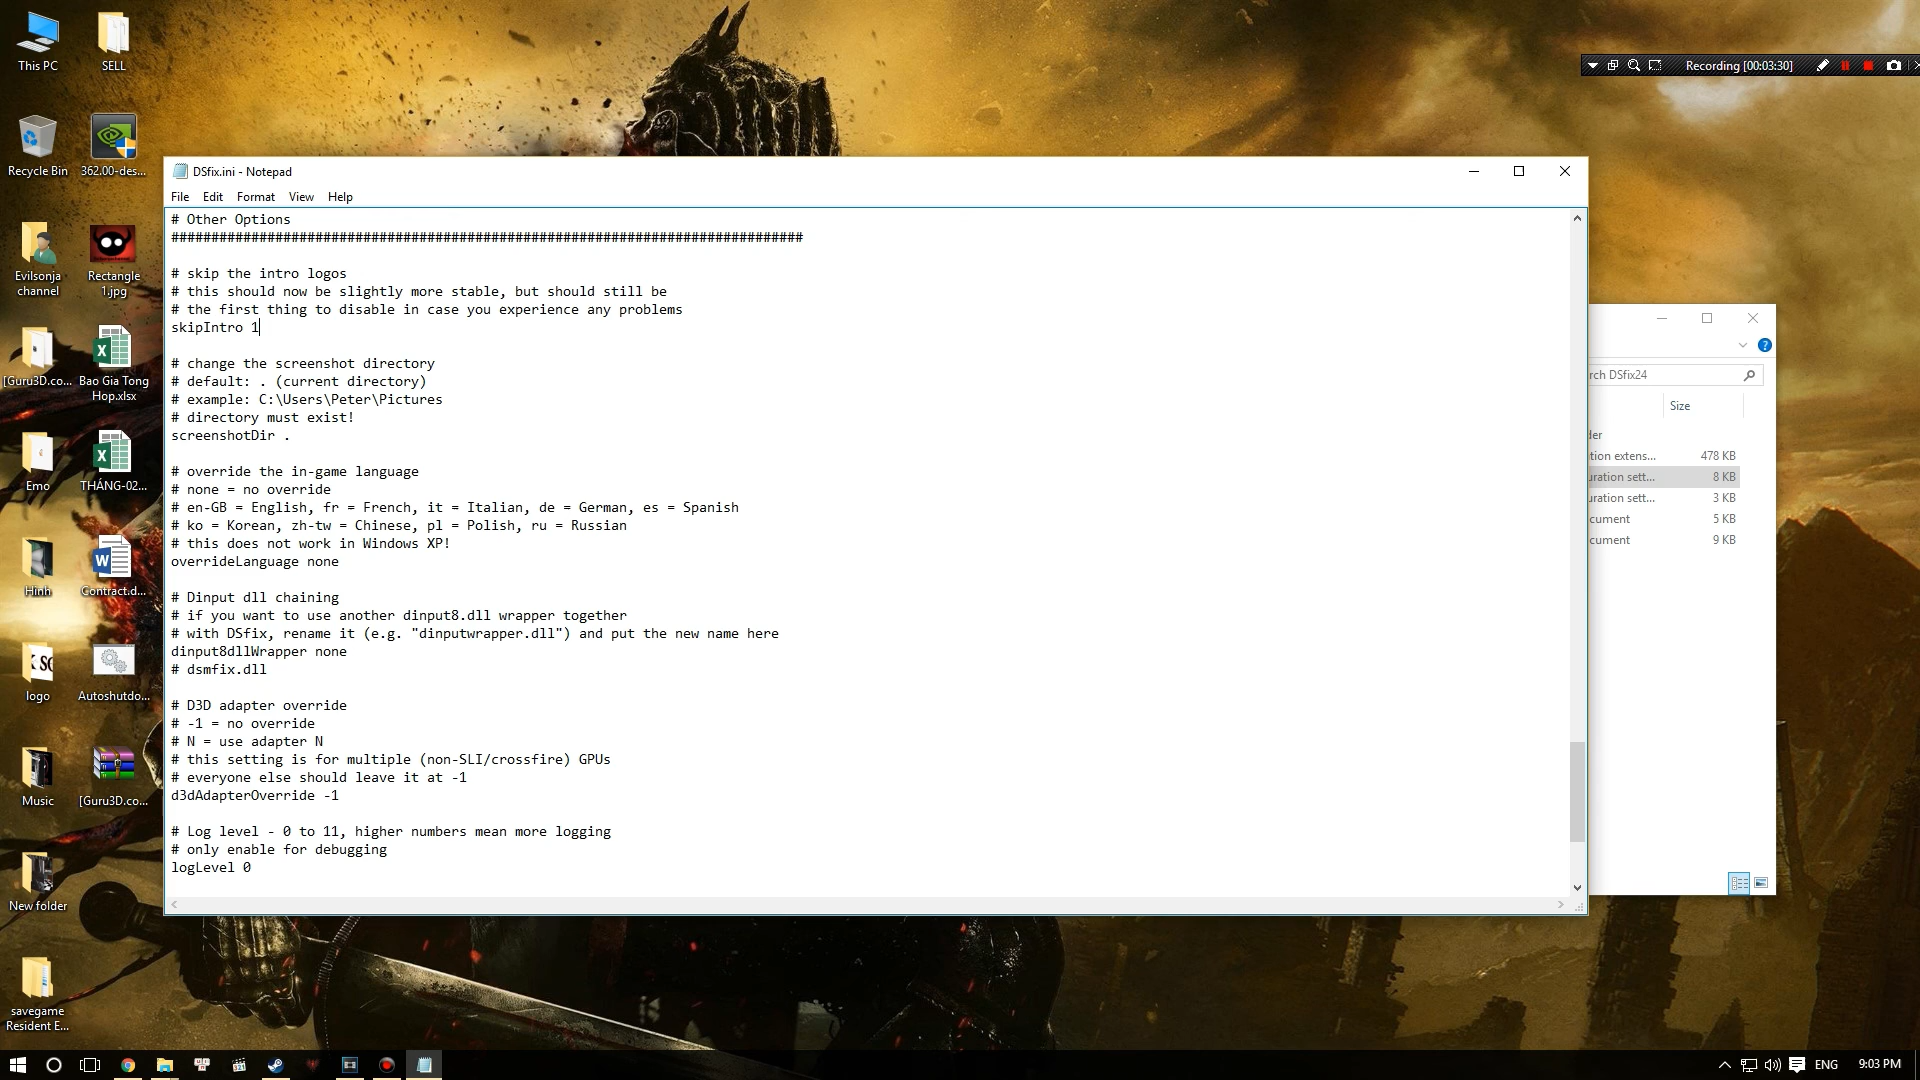 This PC
SELL
Recycle Bin
362.00-des...
Evilsonja
channel
Rectangle
1.jpg
[Guru3D.co...
Bao Gia Tong
Hop.xlsx
Emo
THÁNG-02...
Hinh
Contract.d...
logo
Autoshutdo...
Music
[Guru3D.co...
New folder
savegame
Resident E...
Recording [00:03:30]
DSfix.ini - Notepad
File Edit Format View Help
# Other Options
###############################################################################
# skip the intro logos
# this should now be slightly more stable, but should still be
# the first thing to disable in case you experience any problems
skipIntro 1
# change the screenshot directory
# default: . (current directory)
# example: C:\Users\Peter\Pictures
# directory must exist!
screenshotDir .
# override the in-game language
# none = no override
# en-GB = English, fr = French, it = Italian, de = German, es = Spanish
# ko = Korean, zh-tw = Chinese, pl = Polish, ru = Russian
# this does not work in Windows XP!
overrideLanguage none
# Dinput dll chaining
# if you want to use another dinput8.dll wrapper together
# with DSfix, rename it (e.g. "dinputwrapper.dll") and put the new name here
dinput8dllWrapper none
# dsmfix.dll
# D3D adapter override
# -1 = no override
# N = use adapter N
# this setting is for multiple (non-SLI/crossfire) GPUs
# everyone else should leave it at -1
d3dAdapterOverride -1
# Log level - 0 to 11, higher numbers mean more logging
# only enable for debugging
logLevel 0
rch DSfix24
Size
der
tion extens... 478 KB
uration sett... 8 KB
uration sett... 3 KB
cument 5 KB
cument 9 KB
ENG
9:03 PM